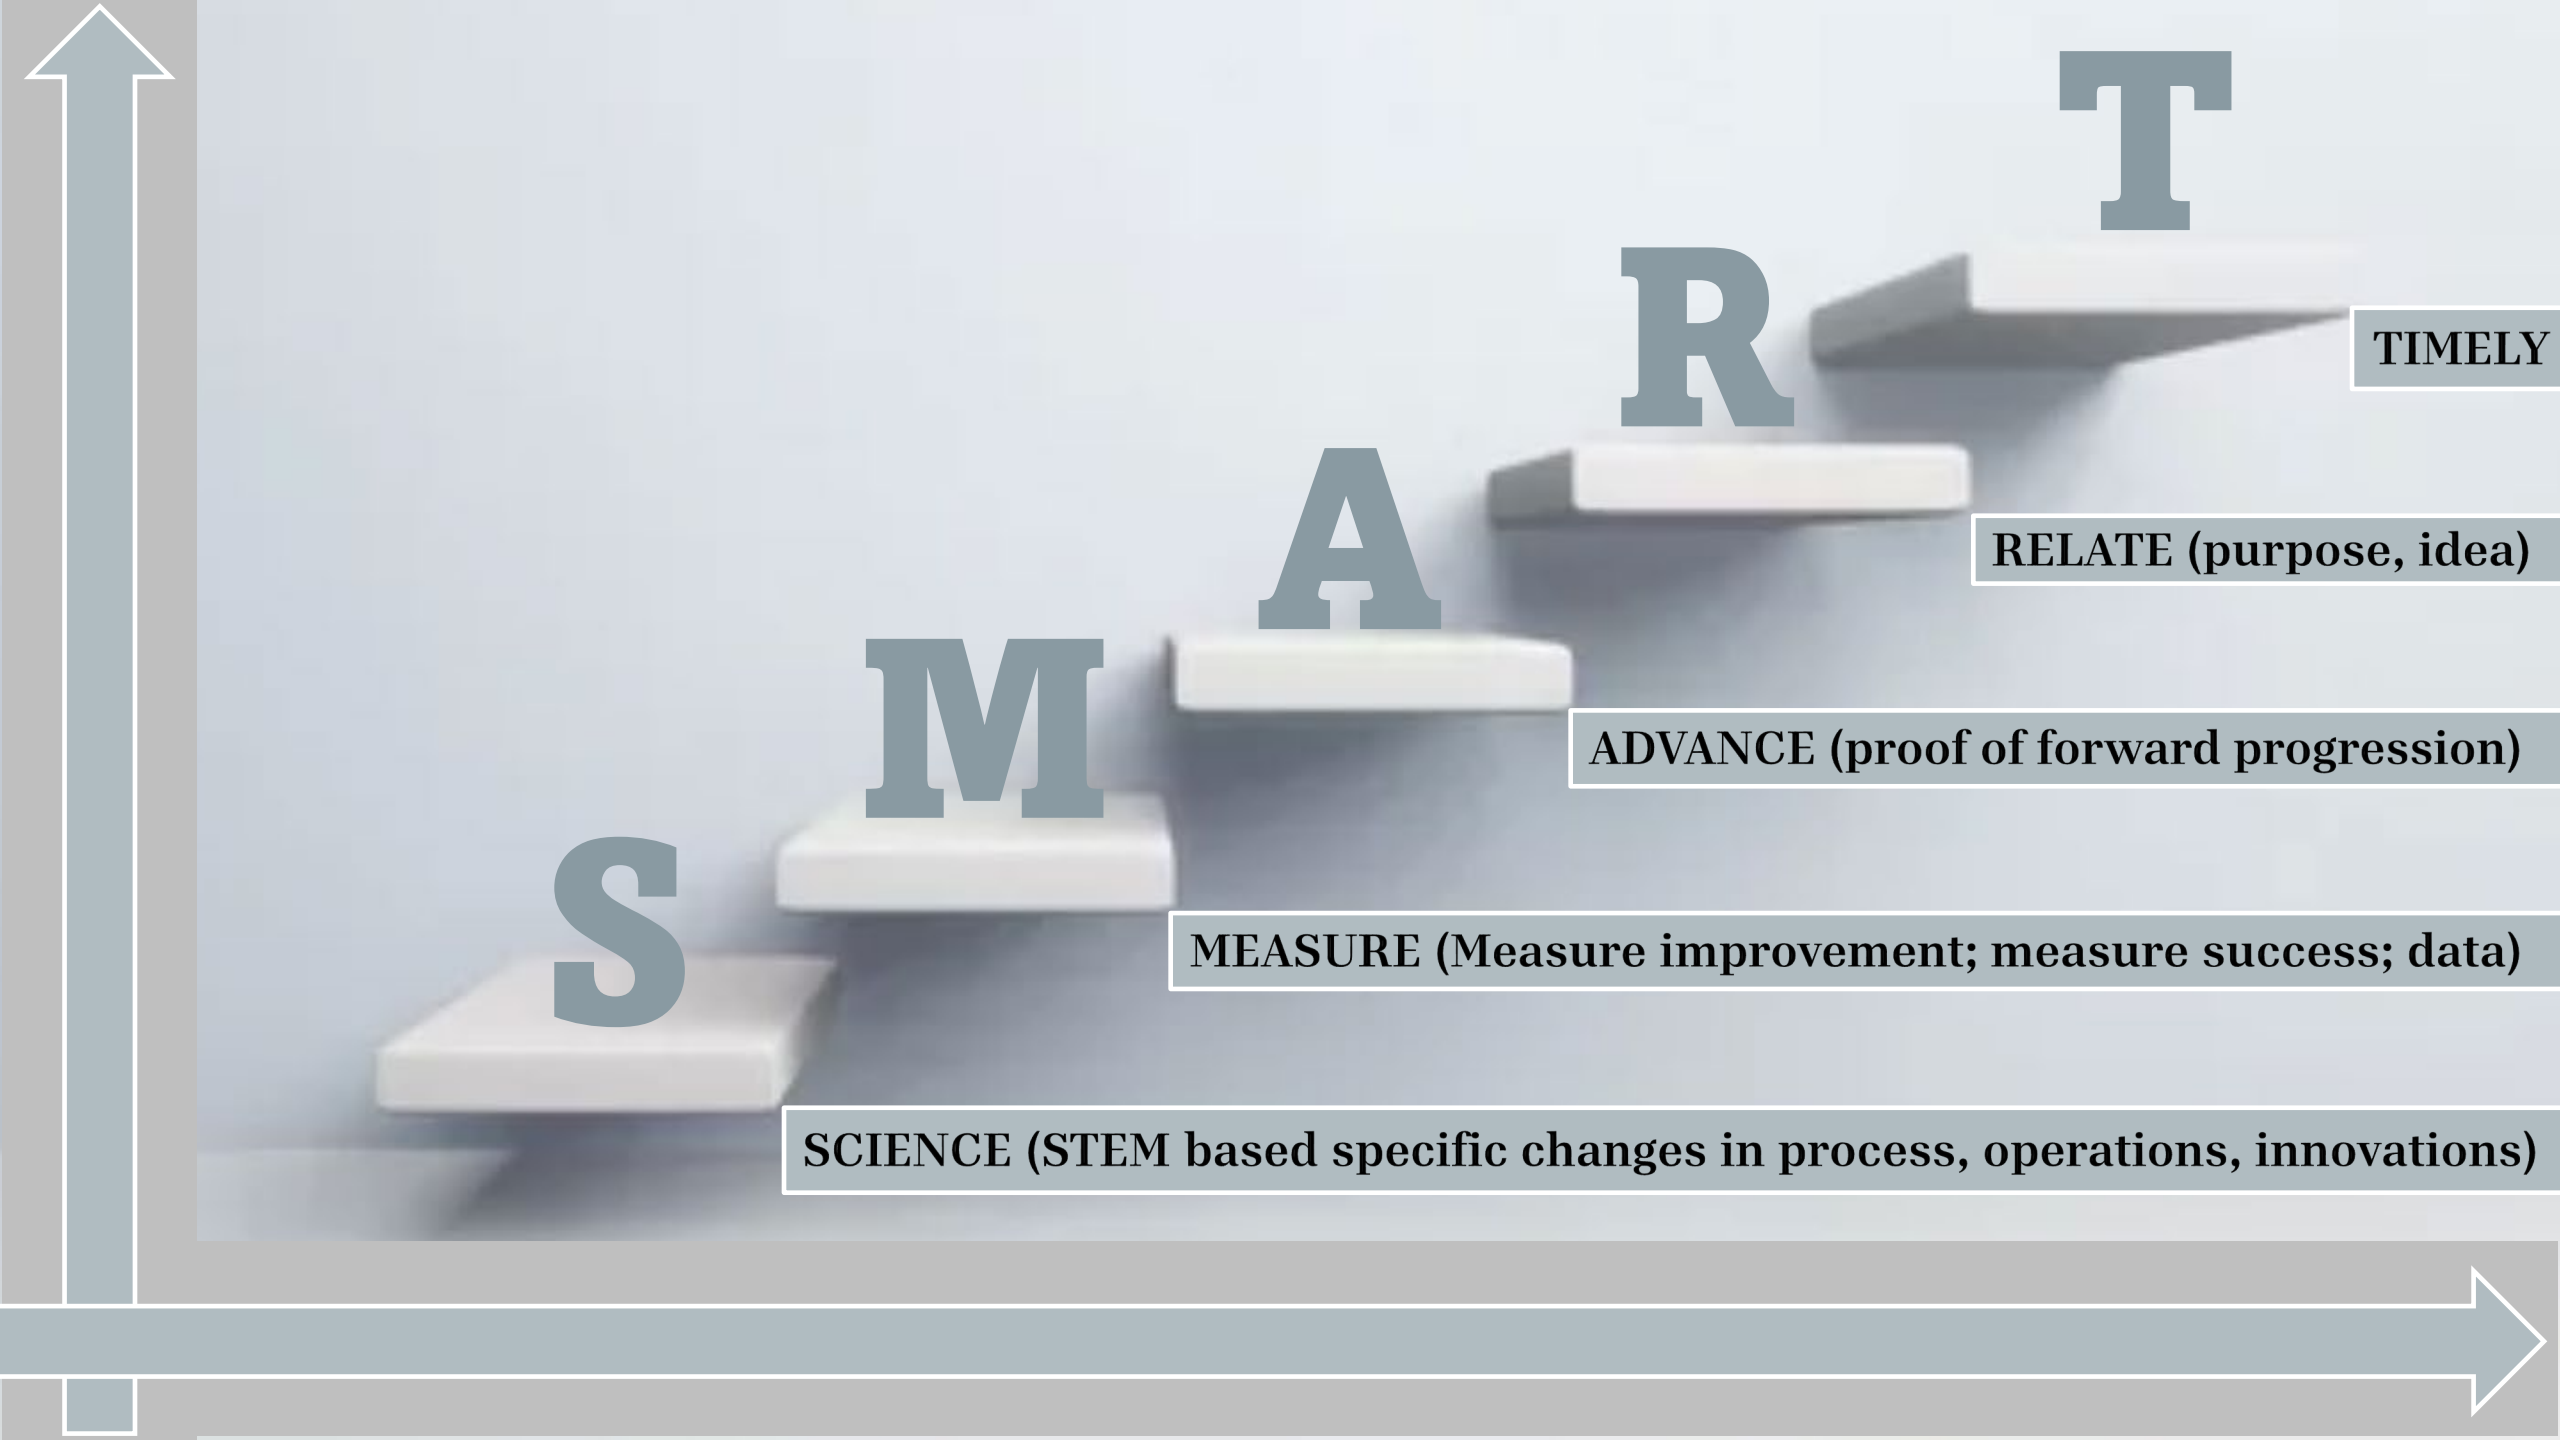 T
R
A
M
S
TIMELY
RELATE (purpose, idea)
ADVANCE (proof of forward progression)
MEASURE (Measure improvement; measure success; data)
SCIENCE (STEM based specific changes in process, operations, innovations)